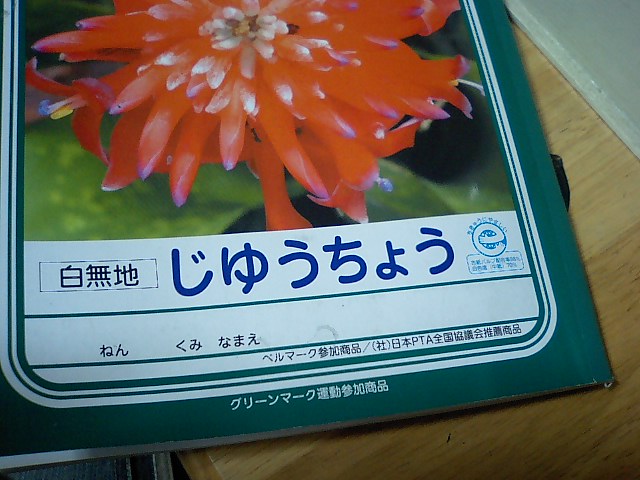 白無地
じゆうちょう
ねん くみ なまえ
ベルマーク参加商品/(社)日本PTA全国協議会推薦商品
グリーンマーク運動参加商品